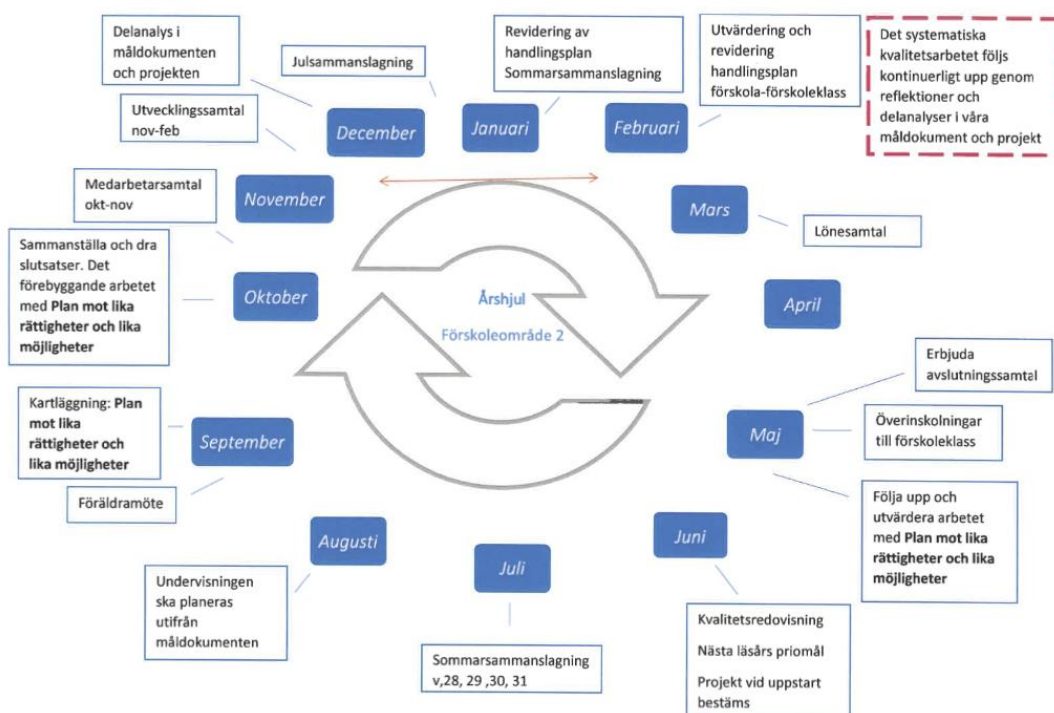 Delanalys i
måldokumenten
och projekten
Julsammanslagning
Revidering av
handlingsplan
Sommarsammanslagning
Utvärdering och
revidering
handlingsplan
förskola-förskoleklass
Det systematiska
kvalitetsarbetet följs
kontinuerligt upp genom
reflektioner och
delanalyser i våra
måldokument och projekt
Utvecklingssamtal
nov-feb
December
Januari
Februari
Medarbetarsamtal
okt-nov
November
Mars
Lönesamtal
Sammanställa och dra
slutsatser. Det
förebyggande arbetet
med Plan mot lika
rättigheter och lika
möjligheter
Oktober
Årshjul
Förskoleområde 2
April
Erbjuda
avslutningssamtal
Kartläggning: Plan
mot lika
rättigheter och
lika möjligheter
September
Maj
Överinskolningar
till förskoleklass
Föräldramöte
Följa upp och
utvärdera arbetet
med Plan mot lika
rättigheter och lika
möjligheter
Augusti
Juli
Juni
Undervisningen
ska planeras
utifrån
måldokumenten
Sommarsammanslagning
v,28, 29 ,30, 31
Kvalitetsredovisning
Nästa läsårs priomål
Projekt vid uppstart
bestäms